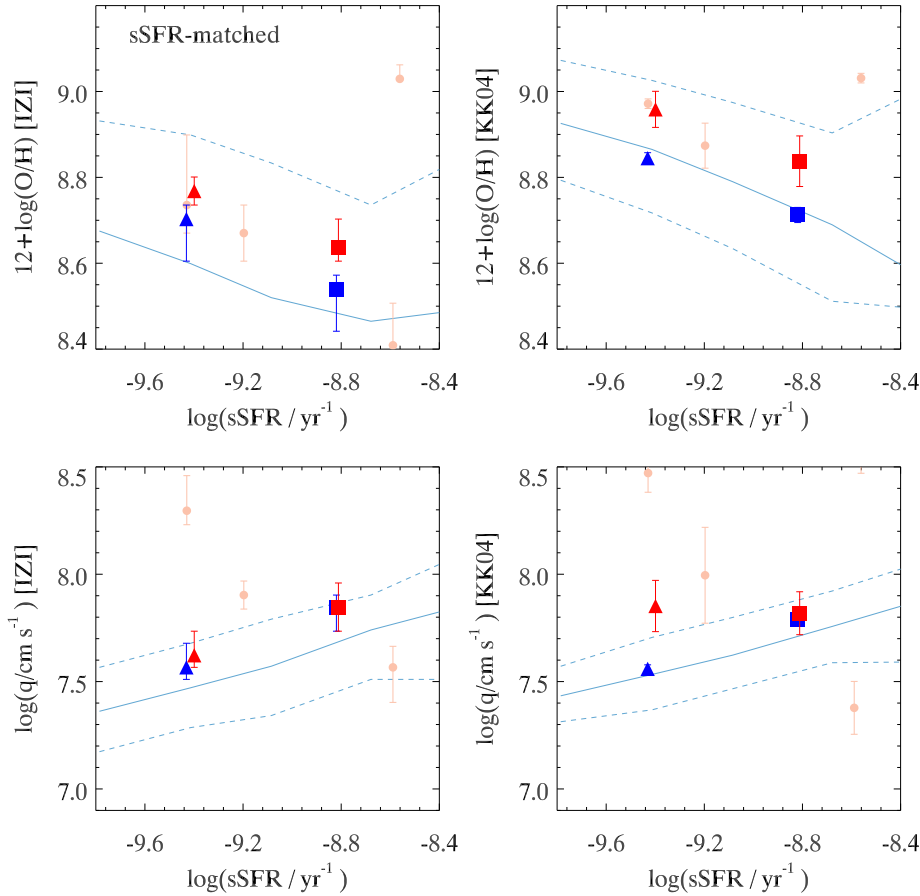 sSFR-matched
12+log(O/H) [IZI]
9.0
8.8
8.6
8.4
-9.6 -9.2 -8.8 -8.4
log(sSFR / yr⁻¹)
12+log(O/H) [KK04]
9.0
8.8
8.6
8.4
-9.6 -9.2 -8.8 -8.4
log(sSFR / yr⁻¹)
log(q/cm s⁻¹) [IZI]
8.5
8.0
7.5
7.0
-9.6 -9.2 -8.8 -8.4
log(sSFR / yr⁻¹)
log(q/cm s⁻¹) [KK04]
8.5
8.0
7.5
7.0
-9.6 -9.2 -8.8 -8.4
log(sSFR / yr⁻¹)